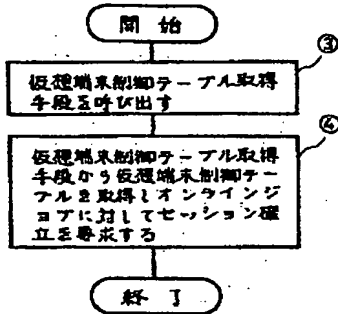 開始
③
仮想端末制御テーブル取得
手段を呼び出す
④
仮想端末制御テーブル取得
手段から仮想端末制御テー
ブルを取得しオンラインジ
ョブに対してセッション確
立を要求する
終了